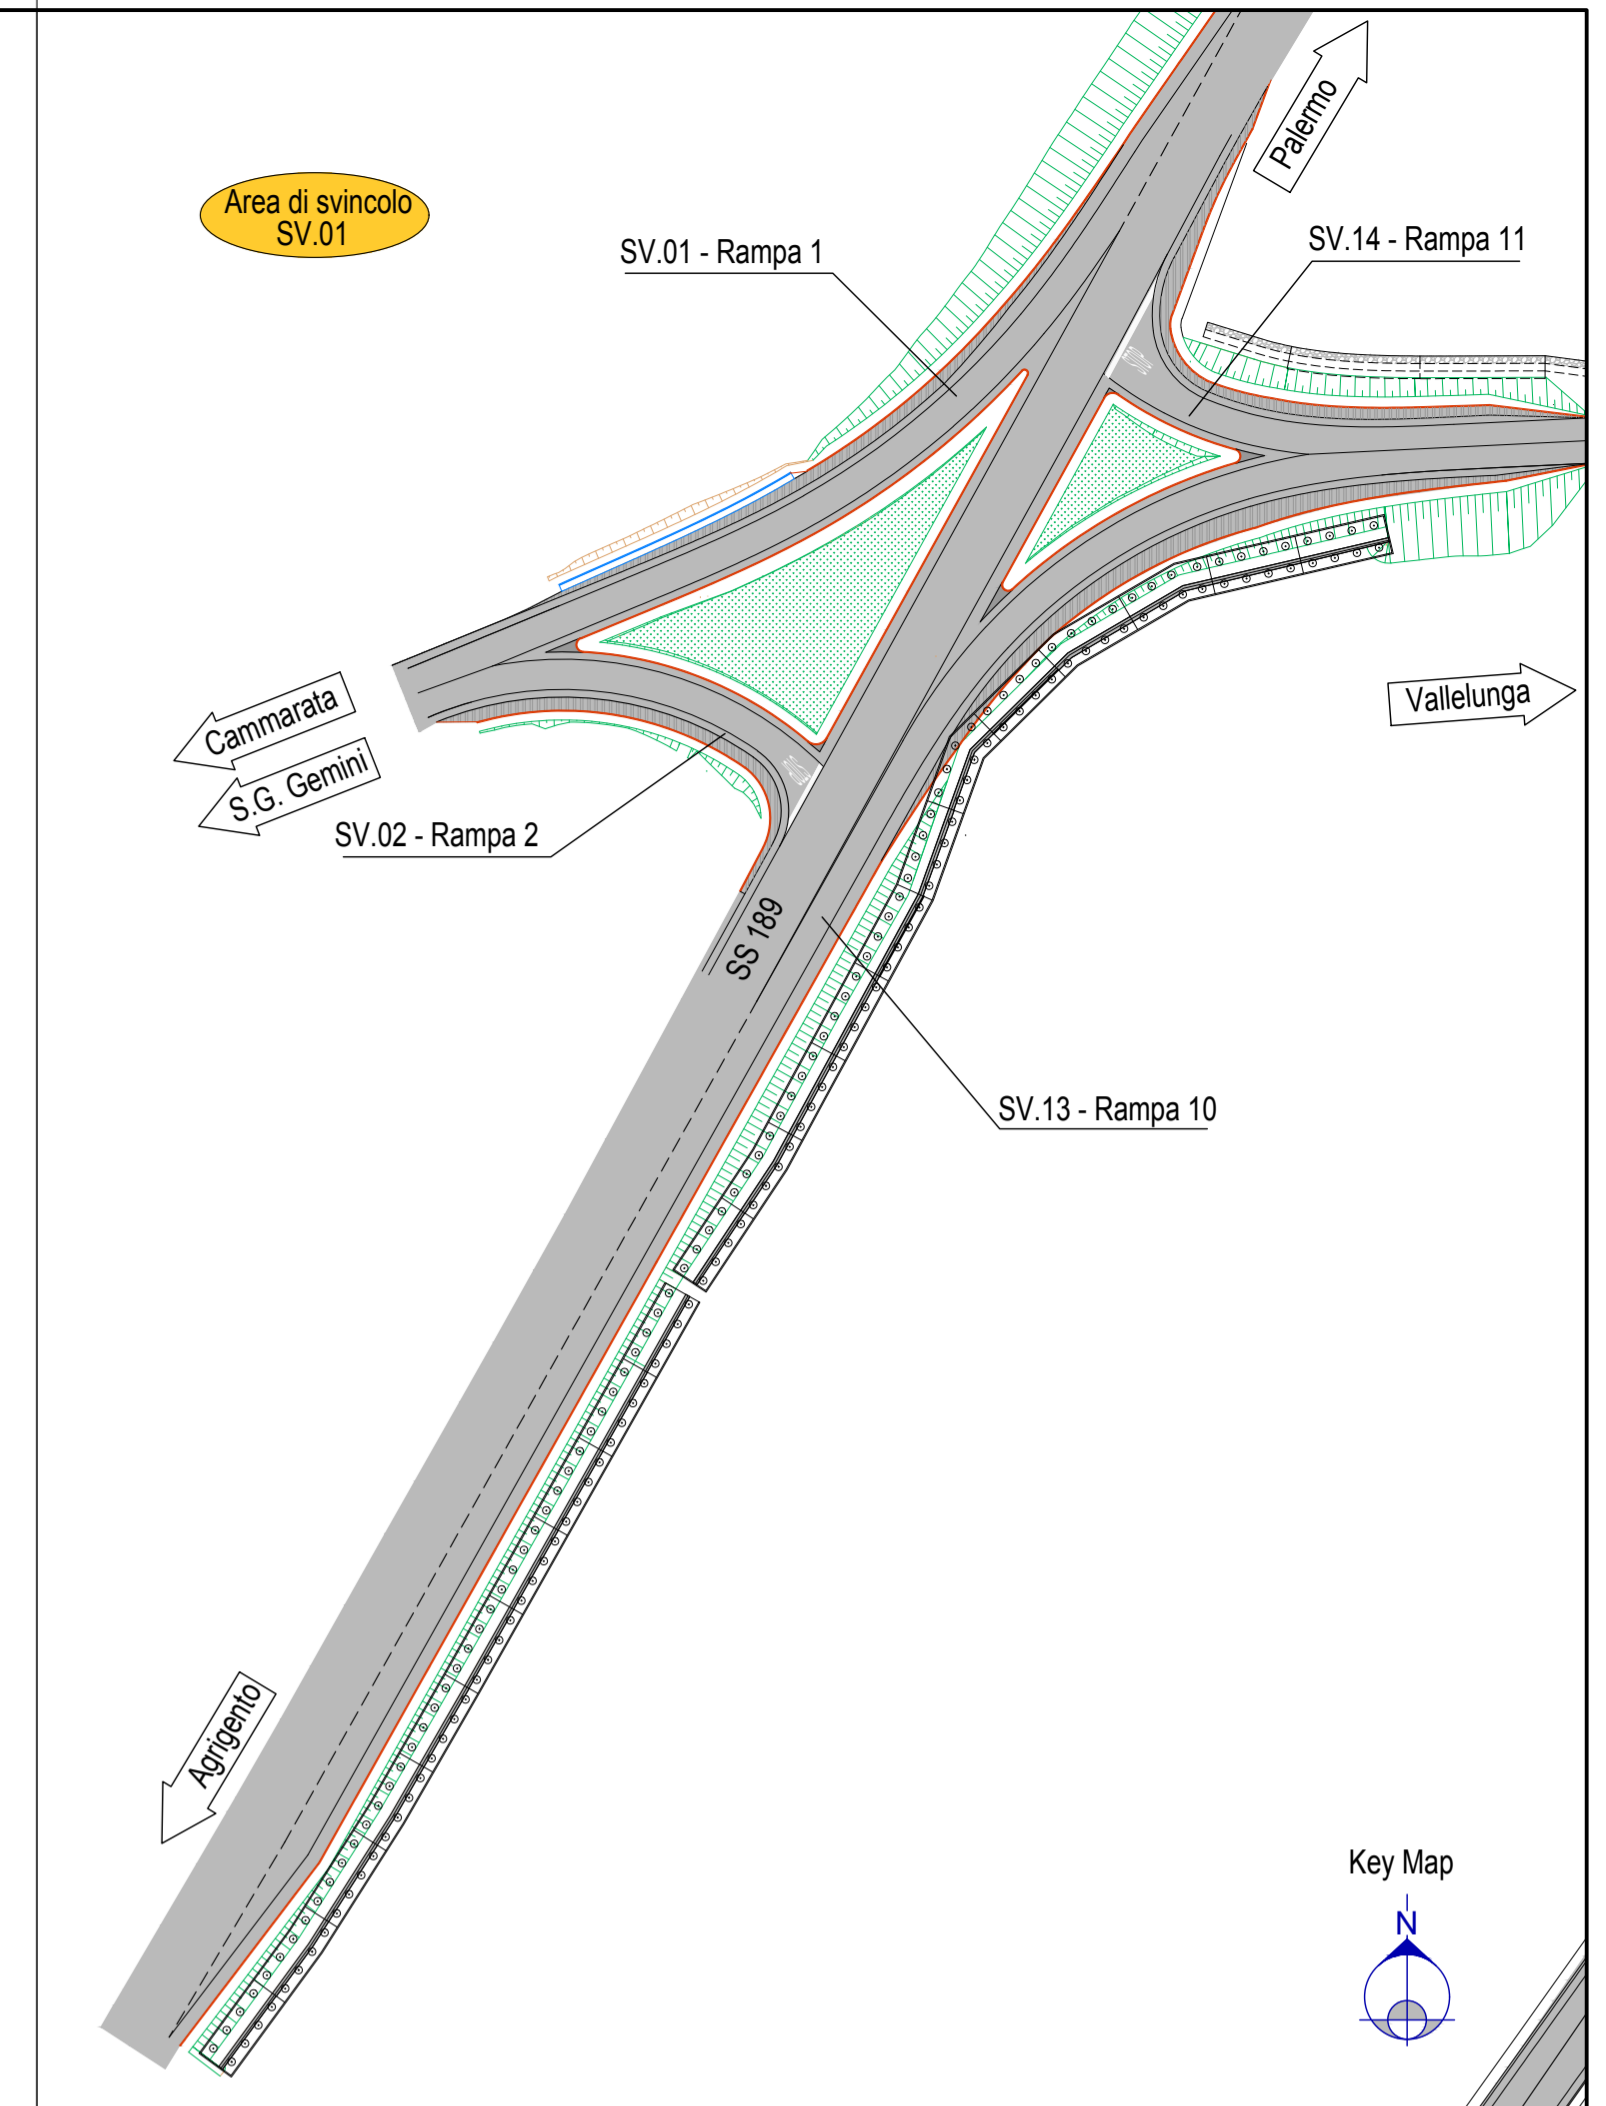 Palermo
Area di svincolo
SV.01
SV.01 - Rampa 1
SV.14 - Rampa 11
Cammarata
S.G. Gemini
Vallelunga
SV.02 - Rampa 2
SS 189
SV.13 - Rampa 10
Agrigento
Key Map
N